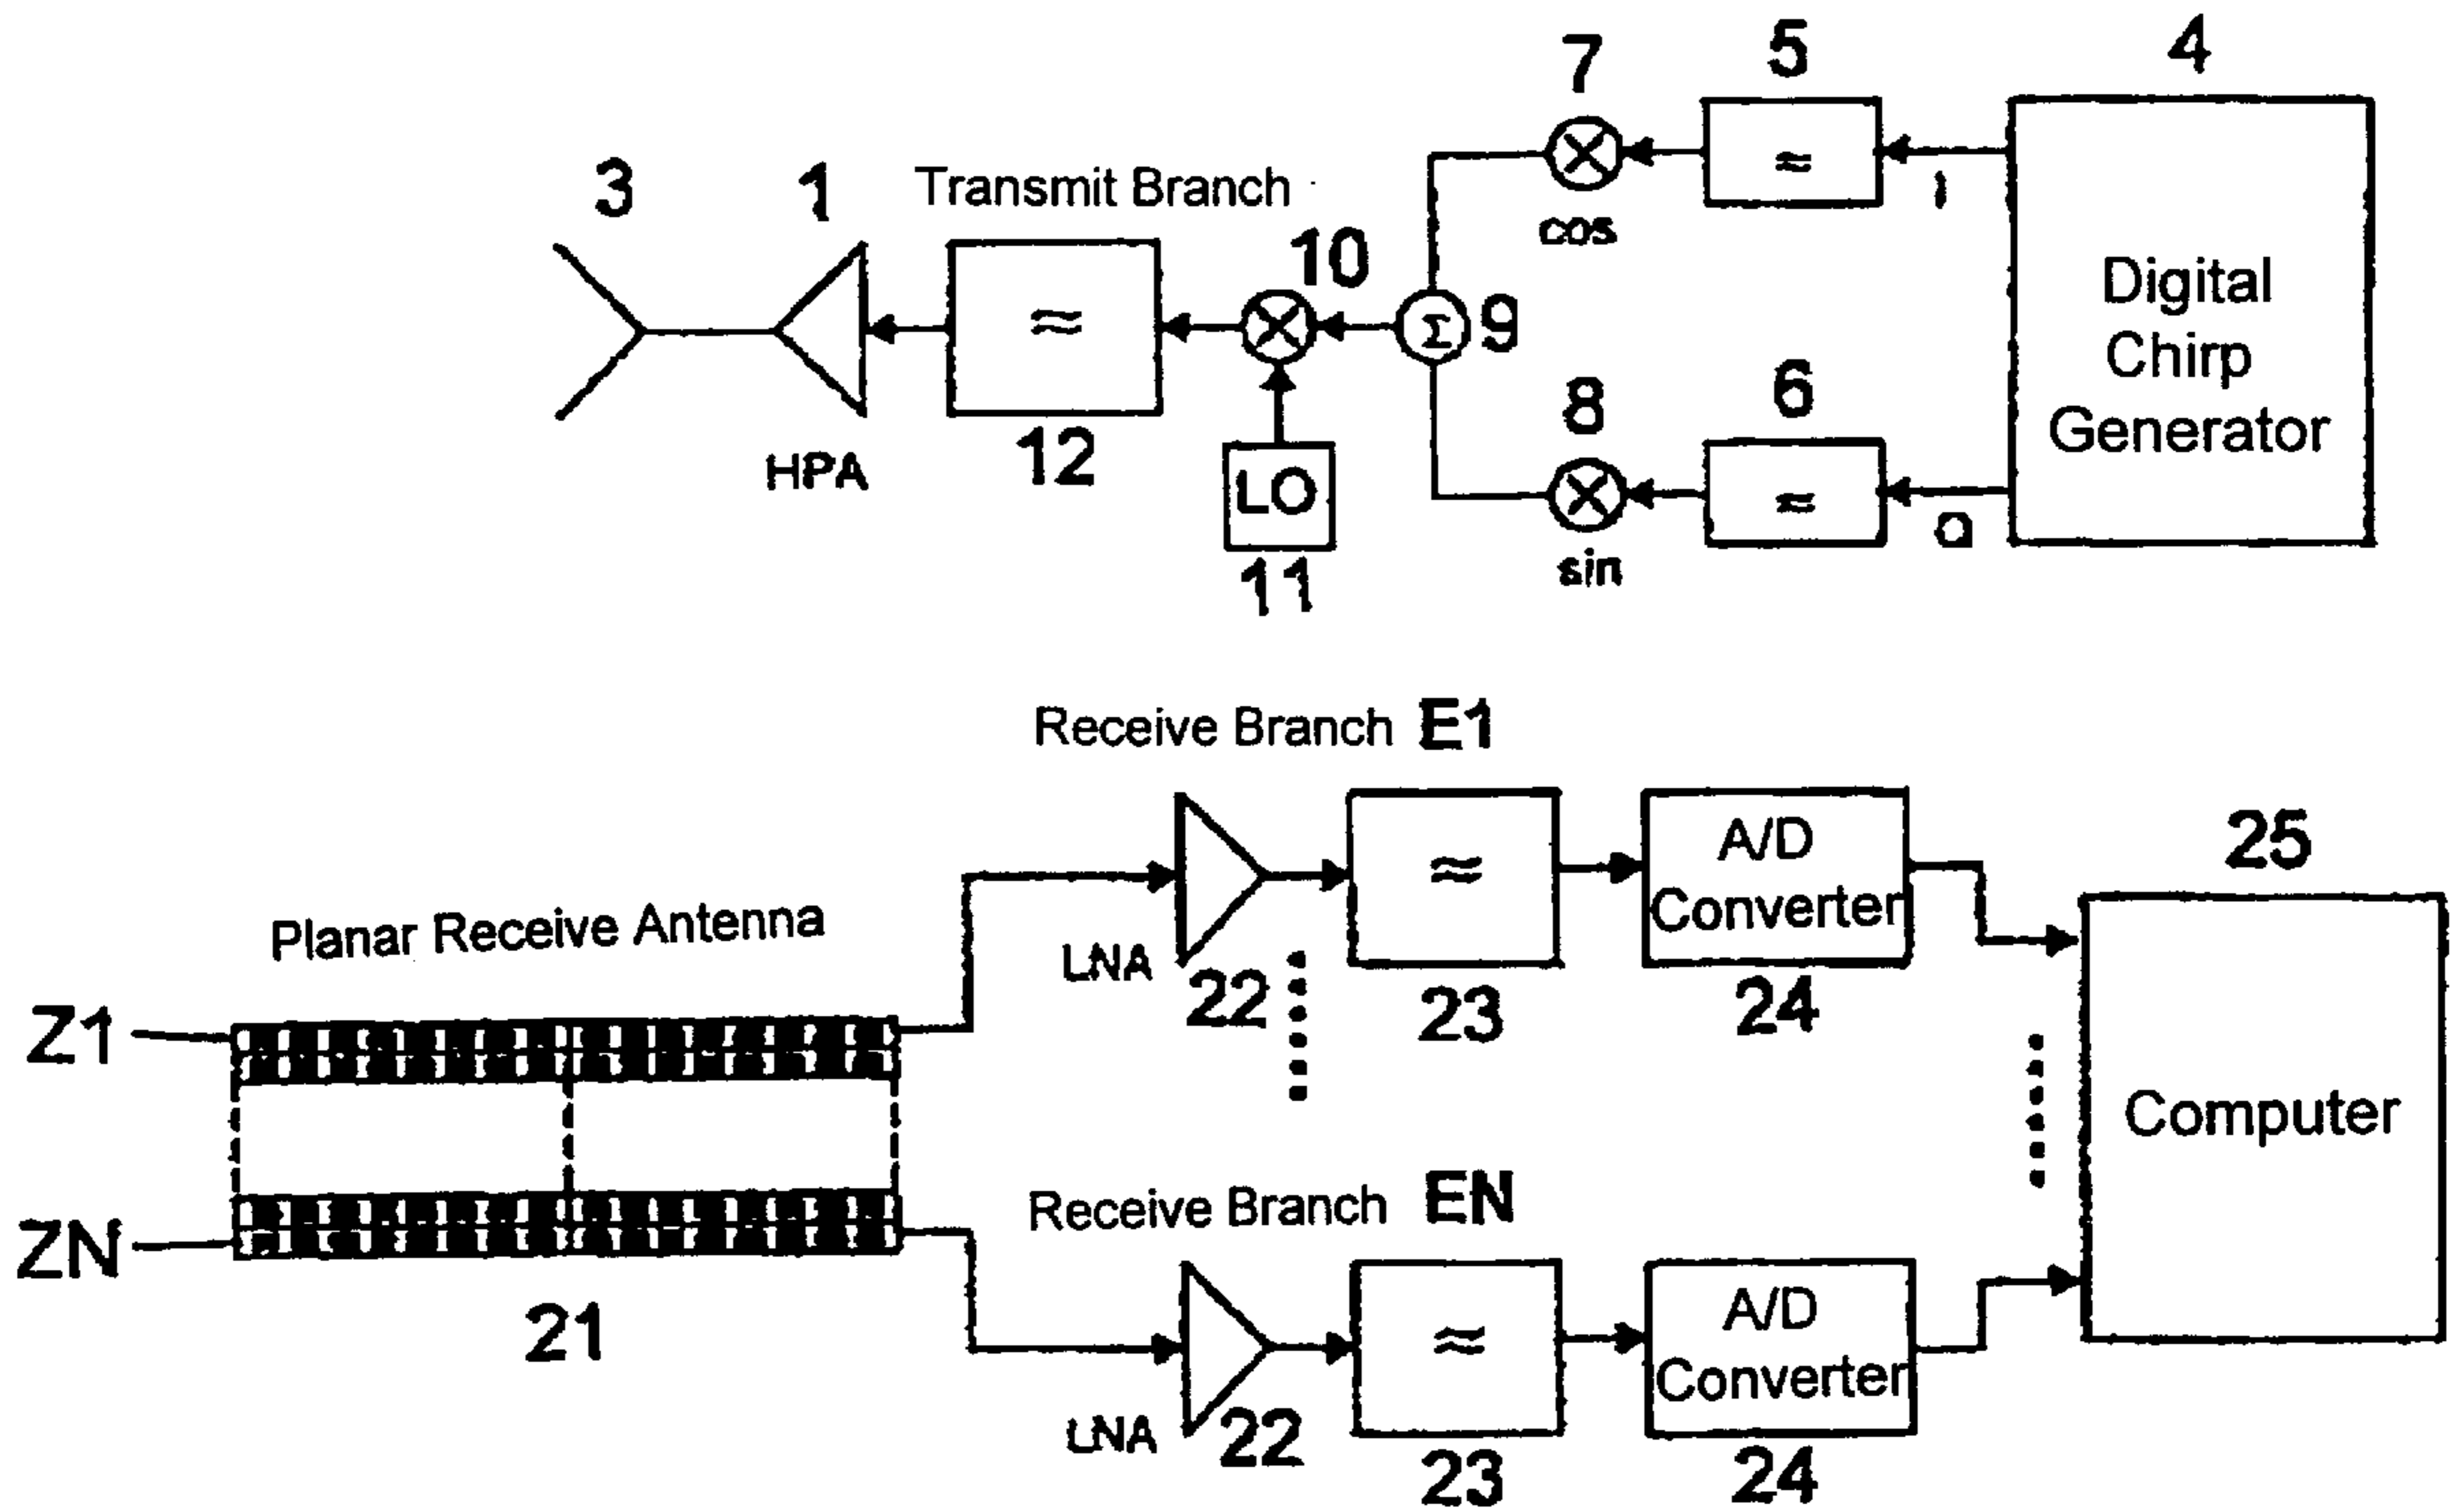 7
5
4
3
1
Transmit Branch
10
cos
I
Digital
Chirp
Generator
≈
≈
Σ
9
8
6
12
HPA
LO
≈
Q
sin
11
Receive Branch E1
25
A/D
Converter
≈
Planar Receive Antenna
LNA
22
23
24
Z1
Computer
Receive Branch EN
ZN
21
A/D
Converter
≈
LNA
22
23
24